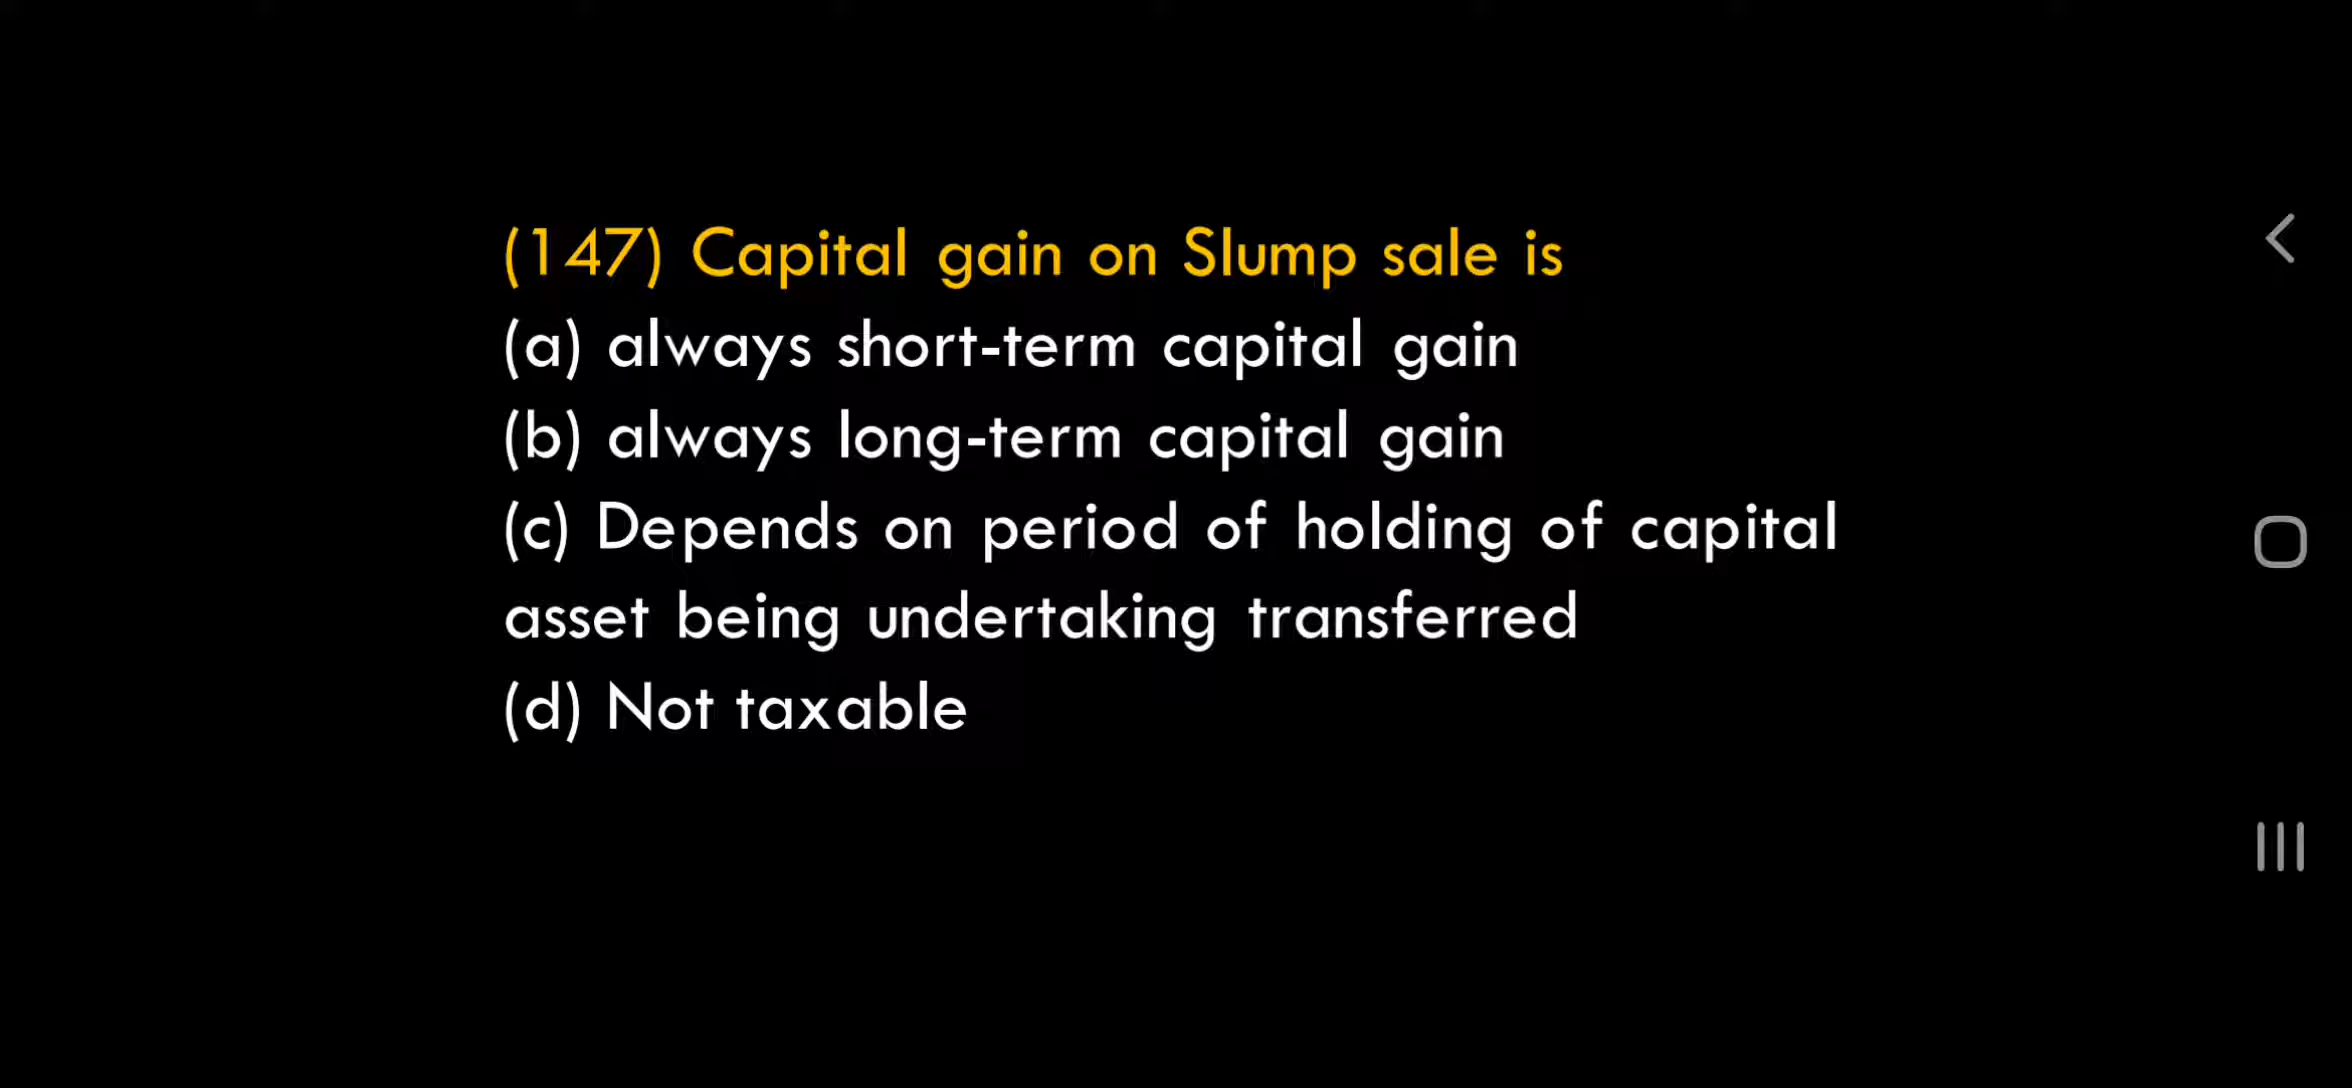 (147) Capital gain on Slump sale is
(a) always short-term capital gain
(b) always long-term capital gain
(c) Depends on period of holding of capital
asset being undertaking transferred
(d) Not taxable